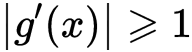 |g′(x)| ⩾ 1